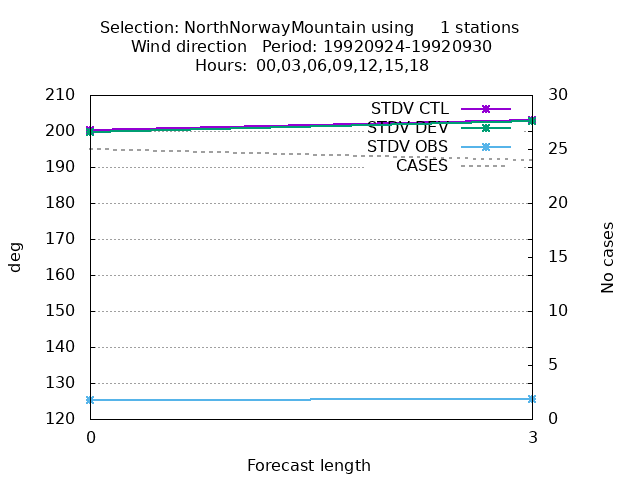 Selection: NorthNorwayMountain using 1 stations
Wind direction Period: 19920924-19920930
Hours: 00,03,06,09,12,15,18
210
200
190
180
170
160
150
140
130
120
deg
STDV CTL
STDV DEV
STDV OBS
CASES
30
25
20
15
10
5
0
No cases
0
3
Forecast length